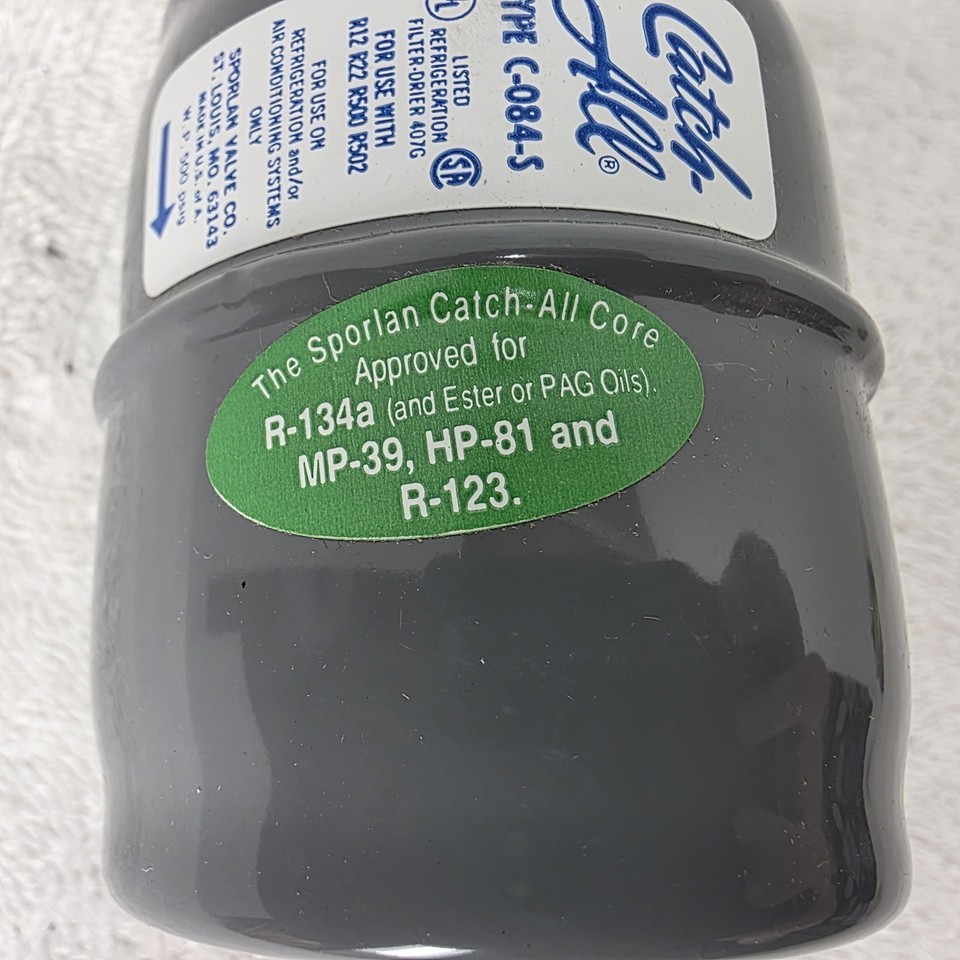 Catch-
All®
TYPE C-084-S
LISTED
REFRIGERATION
FILTER-DRIER 407G
FOR USE WITH
R12 R22 R500 R502
FOR USE ON
REFRIGERATION and/or
AIR CONDITIONING SYSTEMS
ONLY
SPORLAN VALVE CO.
ST. LOUIS, MO. 63143
MADE IN U.S. of A.
W. P. 500 psig
The Sporlan Catch-All Core
Approved for
R-134a (and Ester or PAG Oils).
MP-39, HP-81 and
R-123.